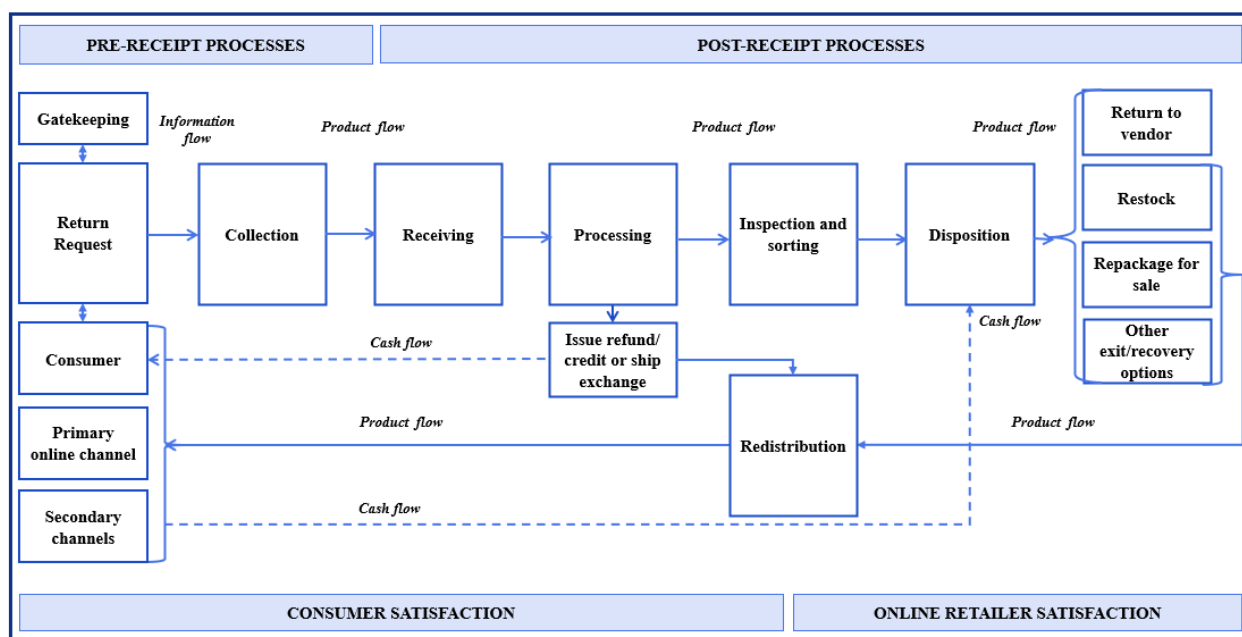 PRE-RECEIPT PROCESSES
POST-RECEIPT PROCESSES
Gatekeeping
Information
flow
Product flow
Product flow
Product flow
Return to
vendor
Return
Request
Collection
Receiving
Processing
Inspection and
sorting
Disposition
Restock
Repackage for
sale
Other
exit/recovery
options
Consumer
Cash flow
Issue refund/
credit or ship
exchange
Cash flow
Primary
online channel
Product flow
Redistribution
Product flow
Secondary
channels
Cash flow
CONSUMER SATISFACTION
ONLINE RETAILER SATISFACTION